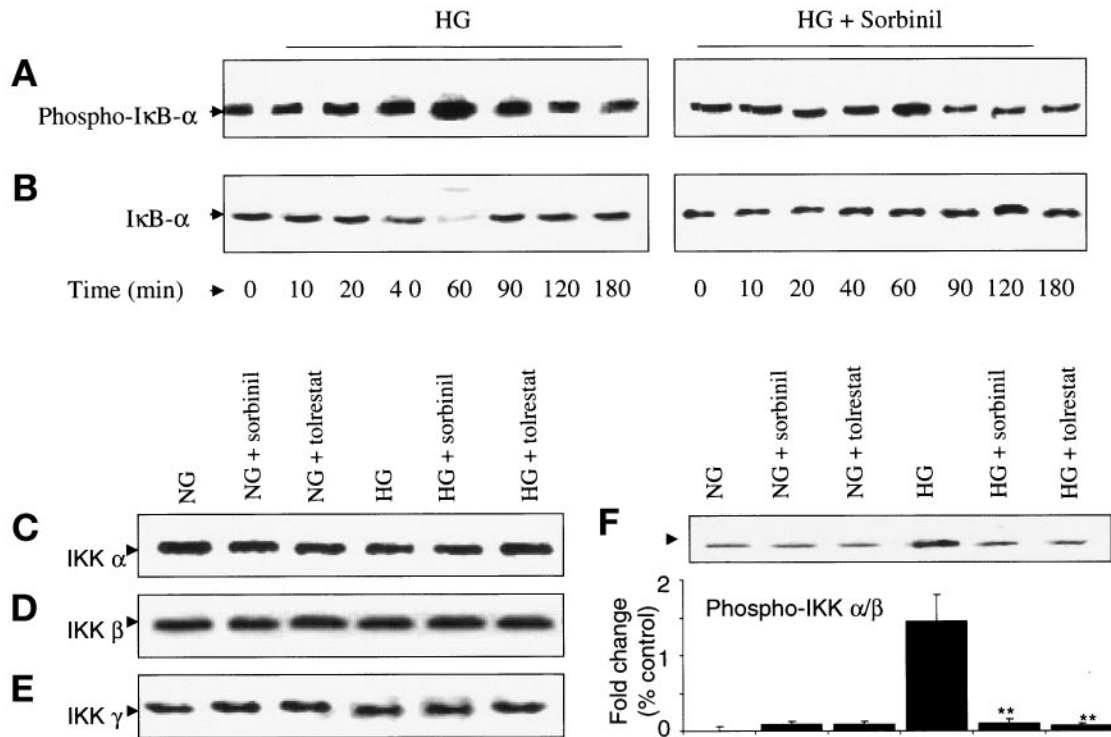 HG
HG + Sorbinil
A
Phospho-IκB-α
B
IκB-α
Time (min) 0 10 20 4 0 60 90 120 180 0 10 20 40 60 90 120 180
NG
NG + sorbinil
NG + tolrestat
HG
HG + sorbinil
HG + tolrestat
C
IKK α
D
IKK β
E
IKK γ
NG
NG + sorbinil
NG + tolrestat
HG
HG + sorbinil
HG + tolrestat
F
Phospho-IKK α/β
Fold change
(% control)
2
1
0
**
**